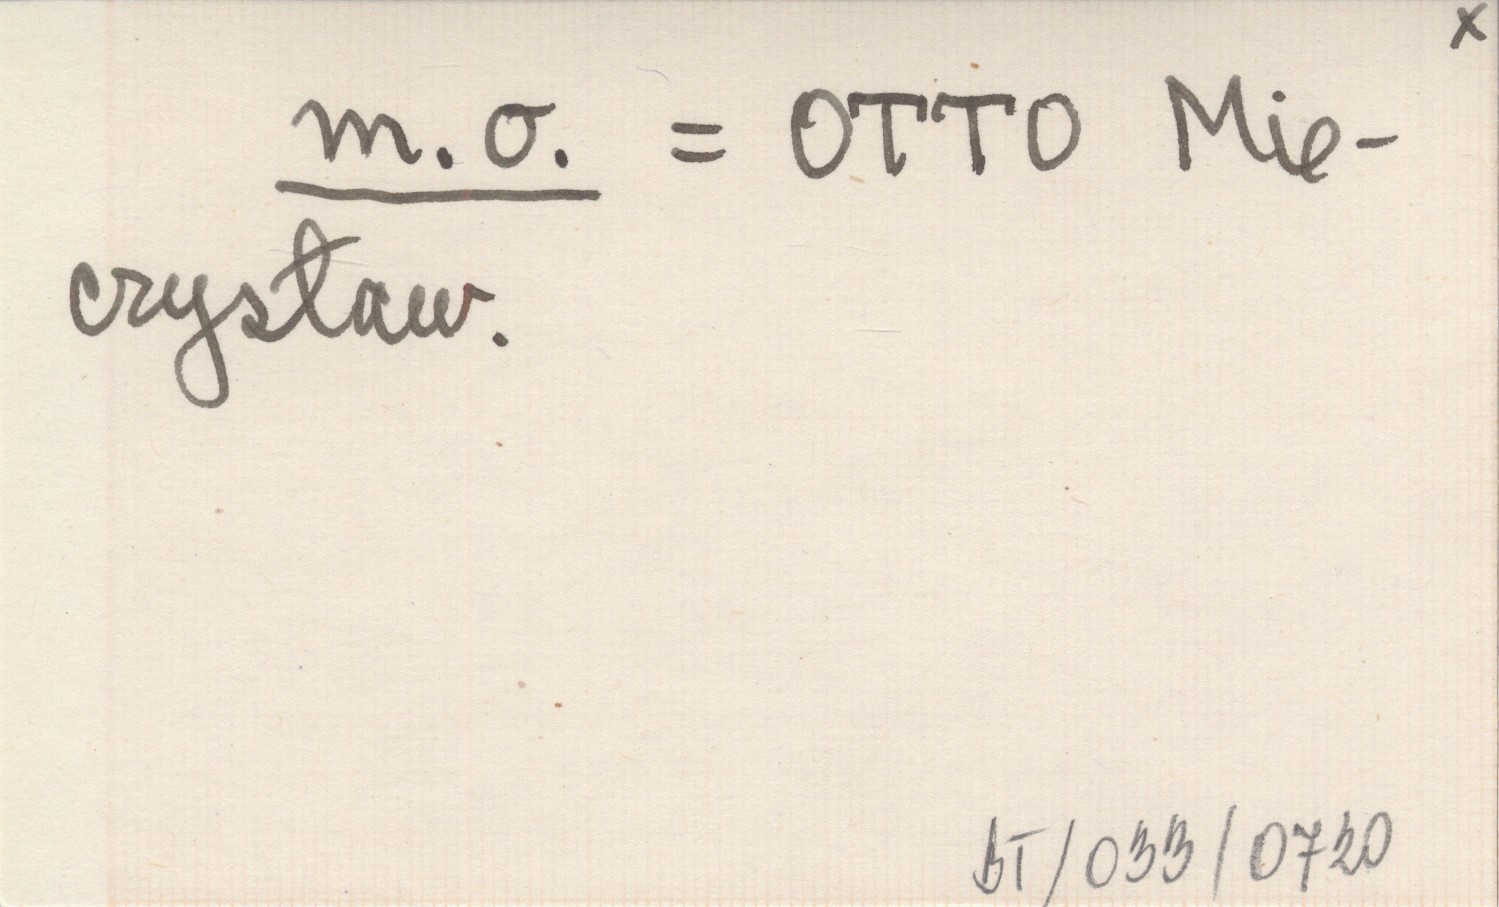 x
m. o. = OTTO Mie-
czysław.
BT/033/0720